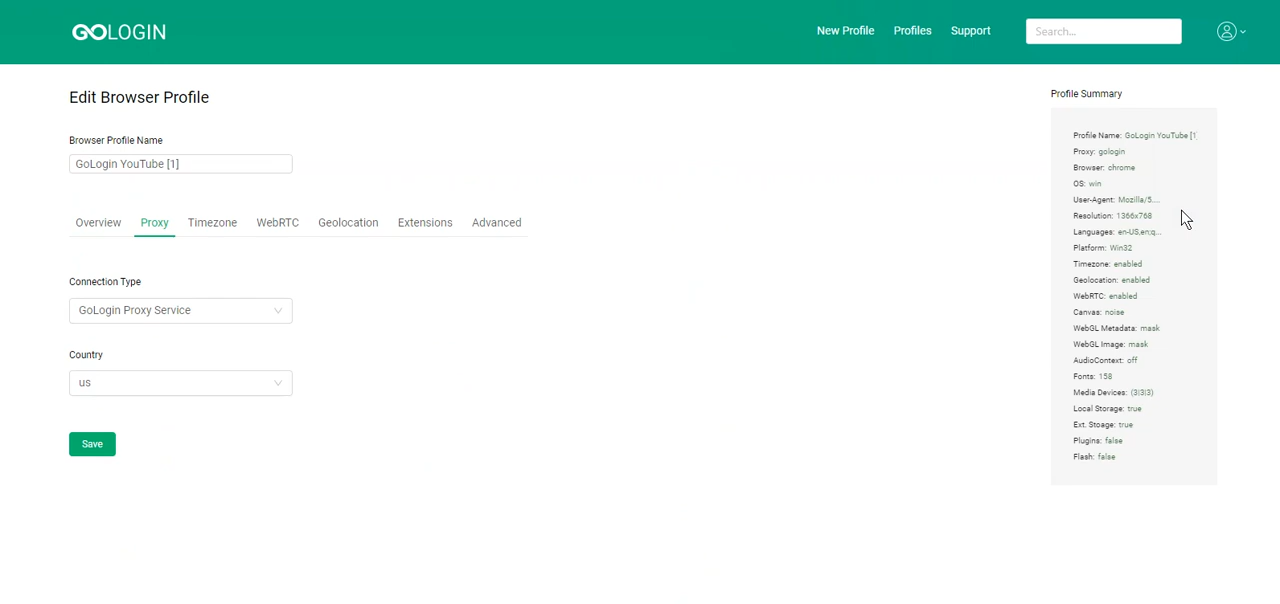 GOLOGIN
New Profile
Profiles
Support
Search...
Edit Browser Profile
Browser Profile Name
GoLogin YouTube [1]
Overview
Proxy
Timezone
WebRTC
Geolocation
Extensions
Advanced
Connection Type
GoLogin Proxy Service
Country
us
Save
Profile Summary
Profile Name: GoLogin YouTube [1]
Proxy: gologin
Browser: chrome
OS: win
User-Agent: Mozilla/5....
Resolution: 1366x768
Languages: en-US,en;q...
Platform: Win32
Timezone: enabled
Geolocation: enabled
WebRTC: enabled
Canvas: noise
WebGL Metadata: mask
WebGL Image: mask
AudioContext: off
Fonts: 158
Media Devices: (3|3|3)
Local Storage: true
Ext. Stoage: true
Plugins: false
Flash: false